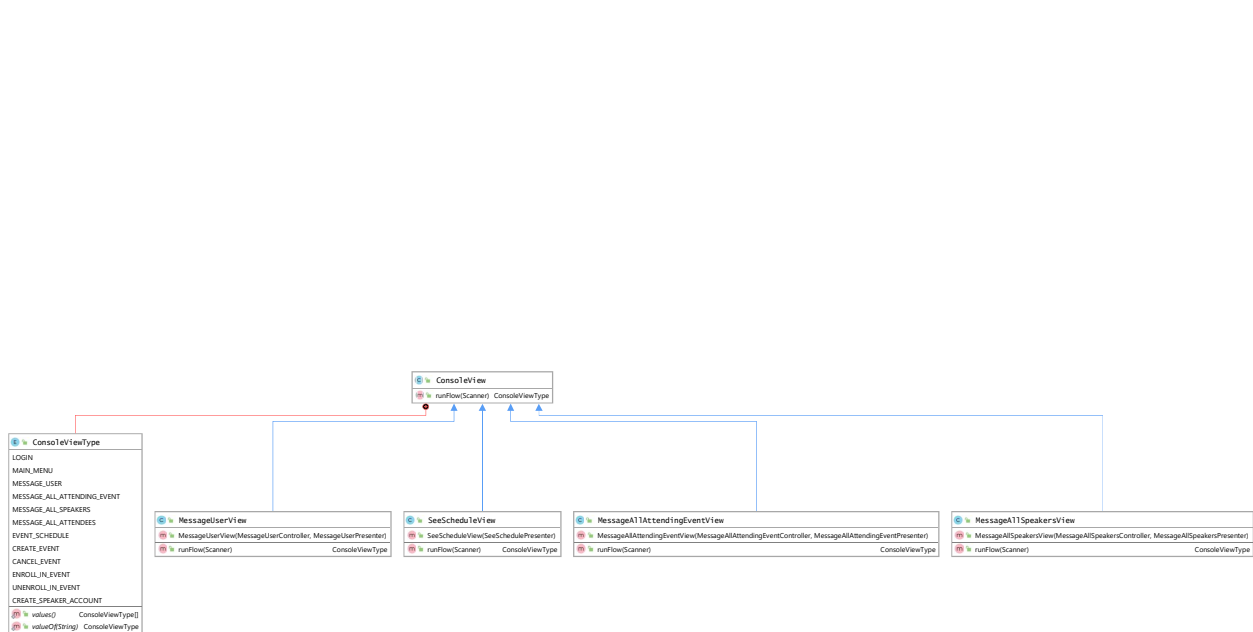 ConsoleView
runFlow(Scanner) ConsoleViewType
ConsoleViewType
LOGIN
MAIN_MENU
MESSAGE_USER
MESSAGE_ALL_ATTENDING_EVENT
MESSAGE_ALL_SPEAKERS
MESSAGE_ALL_ATTENDEES
EVENT_SCHEDULE
CREATE_EVENT
CANCEL_EVENT
ENROLL_IN_EVENT
UNENROLL_IN_EVENT
CREATE_SPEAKER_ACCOUNT
values() ConsoleViewType[]
valueOf(String) ConsoleViewType
MessageUserView
MessageUserView(MessageUserController, MessageUserPresenter)
runFlow(Scanner) ConsoleViewType
SeeScheduleView
SeeScheduleView(SeeSchedulePresenter)
runFlow(Scanner) ConsoleViewType
MessageAllAttendingEventView
MessageAllAttendingEventView(MessageAllAttendingEventController, MessageAllAttendingEventPresenter)
runFlow(Scanner) ConsoleViewType
MessageAllSpeakersView
MessageAllSpeakersView(MessageAllSpeakersController, MessageAllSpeakersPresenter)
runFlow(Scanner) ConsoleViewType